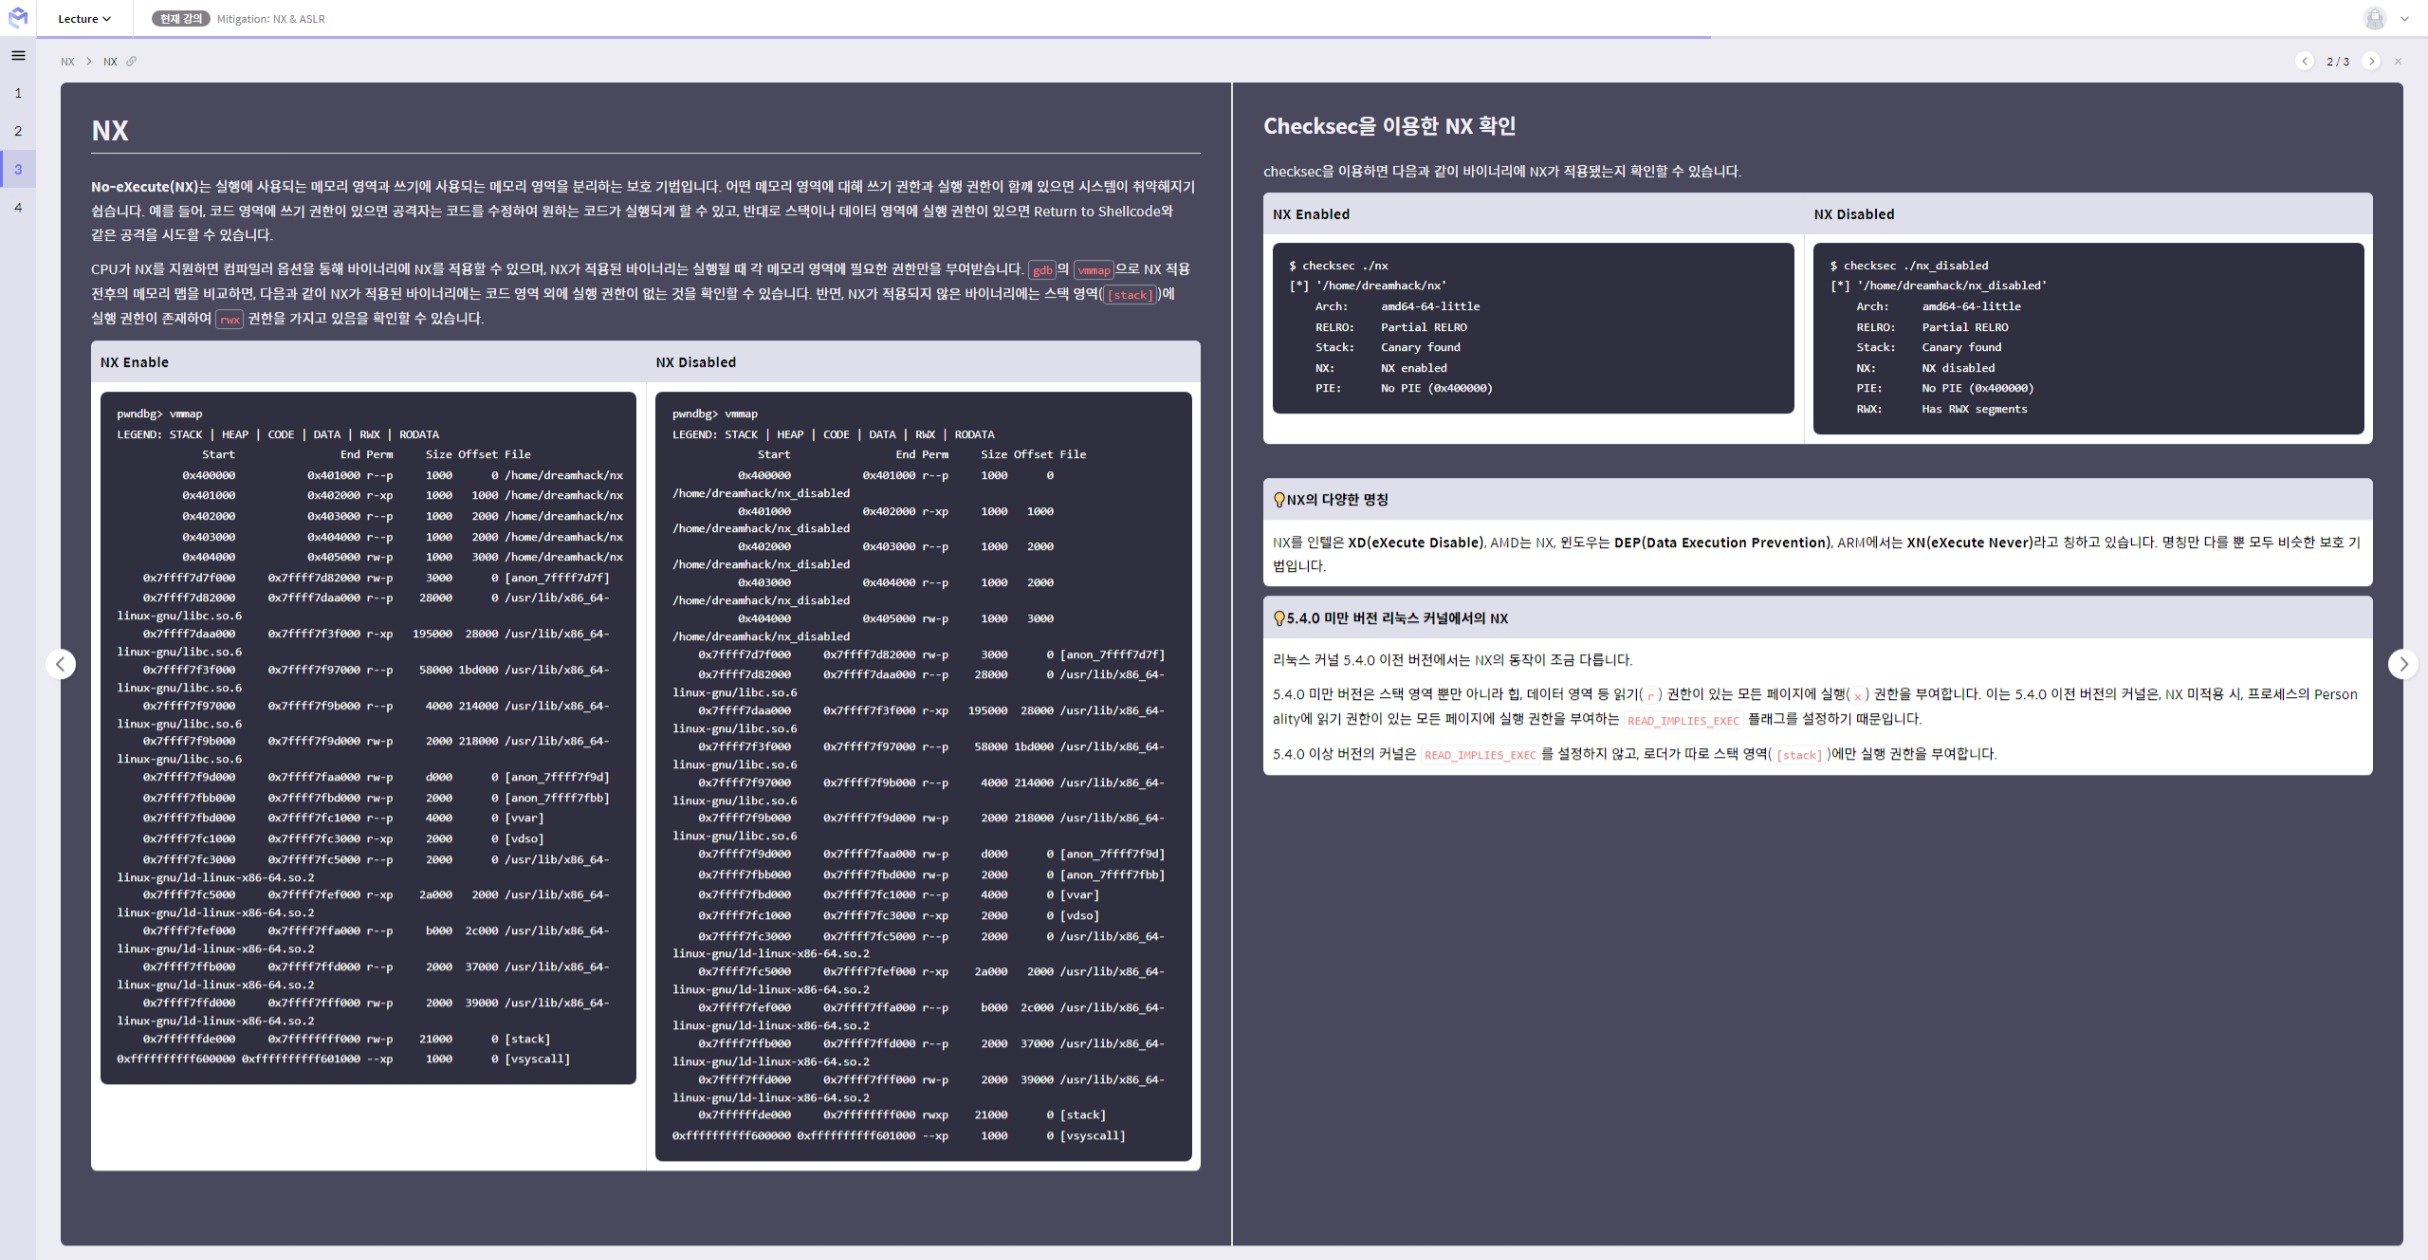 Lecture
현재 강의 Mitigation: NX & ASLR
NX > NX
2 / 3
1
2
3
4
NX
No-eXecute(NX)는 실행에 사용되는 메모리 영역과 쓰기에 사용되는 메모리 영역을 분리하는 보호 기법입니다. 어떤 메모리 영역에 대해 쓰기 권한과 실행 권한이 함께 있으면 시스템이 취약해지기
쉽습니다. 예를 들어, 코드 영역에 쓰기 권한이 있으면 공격자는 코드를 수정하여 원하는 코드가 실행되게 할 수 있고, 반대로 스택이나 데이터 영역에 실행 권한이 있으면 Return to Shellcode와
같은 공격을 시도할 수 있습니다.
CPU가 NX를 지원하면 컴파일러 옵션을 통해 바이너리에 NX를 적용할 수 있으며, NX가 적용된 바이너리는 실행될 때 각 메모리 영역에 필요한 권한만을 부여받습니다. gdb의 vmmap으로 NX 적용
전후의 메모리 맵을 비교하면, 다음과 같이 NX가 적용된 바이너리에는 코드 영역 외에 실행 권한이 없는 것을 확인할 수 있습니다. 반면, NX가 적용되지 않은 바이너리에는 스택 영역([stack])에
실행 권한이 존재하여 rwx 권한을 가지고 있음을 확인할 수 있습니다.
NX Enable
pwndbg> vmmap
LEGEND: STACK | HEAP | CODE | DATA | RWX | RODATA
Start End Perm Size Offset File
0x400000 0x401000 r--p 1000 0 /home/dreamhack/nx
0x401000 0x402000 r-xp 1000 1000 /home/dreamhack/nx
0x402000 0x403000 r--p 1000 2000 /home/dreamhack/nx
0x403000 0x404000 r--p 1000 2000 /home/dreamhack/nx
0x404000 0x405000 rw-p 1000 3000 /home/dreamhack/nx
0x7ffff7d7f000 0x7ffff7d82000 rw-p 3000 0 [anon_7ffff7d7f]
0x7ffff7d82000 0x7ffff7daa000 r--p 28000 0 /usr/lib/x86_64-
linux-gnu/libc.so.6
0x7ffff7daa000 0x7ffff7f3f000 r-xp 195000 28000 /usr/lib/x86_64-
linux-gnu/libc.so.6
0x7ffff7f3f000 0x7ffff7f97000 r--p 58000 1bd000 /usr/lib/x86_64-
linux-gnu/libc.so.6
0x7ffff7f97000 0x7ffff7f9b000 r--p 4000 214000 /usr/lib/x86_64-
linux-gnu/libc.so.6
0x7ffff7f9b000 0x7ffff7f9d000 rw-p 2000 218000 /usr/lib/x86_64-
linux-gnu/libc.so.6
0x7ffff7f9d000 0x7ffff7faa000 rw-p d000 0 [anon_7ffff7f9d]
0x7ffff7fbb000 0x7ffff7fbd000 rw-p 2000 0 [anon_7ffff7fbb]
0x7ffff7fbd000 0x7ffff7fc1000 r--p 4000 0 [vvar]
0x7ffff7fc1000 0x7ffff7fc3000 r-xp 2000 0 [vdso]
0x7ffff7fc3000 0x7ffff7fc5000 r--p 2000 0 /usr/lib/x86_64-
linux-gnu/ld-linux-x86-64.so.2
0x7ffff7fc5000 0x7ffff7fef000 r-xp 2a000 2000 /usr/lib/x86_64-
linux-gnu/ld-linux-x86-64.so.2
0x7ffff7fef000 0x7ffff7ffa000 r--p b000 2c000 /usr/lib/x86_64-
linux-gnu/ld-linux-x86-64.so.2
0x7ffff7ffb000 0x7ffff7ffd000 r--p 2000 37000 /usr/lib/x86_64-
linux-gnu/ld-linux-x86-64.so.2
0x7ffff7ffd000 0x7ffff7fff000 rw-p 2000 39000 /usr/lib/x86_64-
linux-gnu/ld-linux-x86-64.so.2
0x7ffffffde000 0x7ffffffff000 rw-p 21000 0 [stack]
0xffffffffff600000 0xffffffffff601000 --xp 1000 0 [vsyscall]
NX Disabled
pwndbg> vmmap
LEGEND: STACK | HEAP | CODE | DATA | RWX | RODATA
Start End Perm Size Offset File
0x400000 0x401000 r--p 1000 0
/home/dreamhack/nx_disabled
0x401000 0x402000 r-xp 1000 1000
/home/dreamhack/nx_disabled
0x402000 0x403000 r--p 1000 2000
/home/dreamhack/nx_disabled
0x403000 0x404000 r--p 1000 2000
/home/dreamhack/nx_disabled
0x404000 0x405000 rw-p 1000 3000
/home/dreamhack/nx_disabled
0x7ffff7d7f000 0x7ffff7d82000 rw-p 3000 0 [anon_7ffff7d7f]
0x7ffff7d82000 0x7ffff7daa000 r--p 28000 0 /usr/lib/x86_64-
linux-gnu/libc.so.6
0x7ffff7daa000 0x7ffff7f3f000 r-xp 195000 28000 /usr/lib/x86_64-
linux-gnu/libc.so.6
0x7ffff7f3f000 0x7ffff7f97000 r--p 58000 1bd000 /usr/lib/x86_64-
linux-gnu/libc.so.6
0x7ffff7f97000 0x7ffff7f9b000 r--p 4000 214000 /usr/lib/x86_64-
linux-gnu/libc.so.6
0x7ffff7f9b000 0x7ffff7f9d000 rw-p 2000 218000 /usr/lib/x86_64-
linux-gnu/libc.so.6
0x7ffff7f9d000 0x7ffff7faa000 rw-p d000 0 [anon_7ffff7f9d]
0x7ffff7fbb000 0x7ffff7fbd000 rw-p 2000 0 [anon_7ffff7fbb]
0x7ffff7fbd000 0x7ffff7fc1000 r--p 4000 0 [vvar]
0x7ffff7fc1000 0x7ffff7fc3000 r-xp 2000 0 [vdso]
0x7ffff7fc3000 0x7ffff7fc5000 r--p 2000 0 /usr/lib/x86_64-
linux-gnu/ld-linux-x86-64.so.2
0x7ffff7fc5000 0x7ffff7fef000 r-xp 2a000 2000 /usr/lib/x86_64-
linux-gnu/ld-linux-x86-64.so.2
0x7ffff7fef000 0x7ffff7ffa000 r--p b000 2c000 /usr/lib/x86_64-
linux-gnu/ld-linux-x86-64.so.2
0x7ffff7ffb000 0x7ffff7ffd000 r--p 2000 37000 /usr/lib/x86_64-
linux-gnu/ld-linux-x86-64.so.2
0x7ffff7ffd000 0x7ffff7fff000 rw-p 2000 39000 /usr/lib/x86_64-
linux-gnu/ld-linux-x86-64.so.2
0x7ffffffde000 0x7ffffffff000 rwxp 21000 0 [stack]
0xffffffffff600000 0xffffffffff601000 --xp 1000 0 [vsyscall]
Checksec을 이용한 NX 확인
checksec을 이용하면 다음과 같이 바이너리에 NX가 적용됐는지 확인할 수 있습니다.
NX Enabled
$ checksec ./nx
[*] '/home/dreamhack/nx'
Arch: amd64-64-little
RELRO: Partial RELRO
Stack: Canary found
NX: NX enabled
PIE: No PIE (0x400000)
NX Disabled
$ checksec ./nx_disabled
[*] '/home/dreamhack/nx_disabled'
Arch: amd64-64-little
RELRO: Partial RELRO
Stack: Canary found
NX: NX disabled
PIE: No PIE (0x400000)
RWX: Has RWX segments
💡NX의 다양한 명칭
NX를 인텔은 XD(eXecute Disable), AMD는 NX, 윈도우는 DEP(Data Execution Prevention), ARM에서는 XN(eXecute Never)라고 칭하고 있습니다. 명칭만 다를 뿐 모두 비슷한 보호 기
법입니다.
💡5.4.0 미만 버전 리눅스 커널에서의 NX
리눅스 커널 5.4.0 이전 버전에서는 NX의 동작이 조금 다릅니다.
5.4.0 미만 버전은 스택 영역 뿐만 아니라 힙, 데이터 영역 등 읽기( r ) 권한이 있는 모든 페이지에 실행( x ) 권한을 부여합니다. 이는 5.4.0 이전 버전의 커널은, NX 미적용 시, 프로세스의 Person
ality에 읽기 권한이 있는 모든 페이지에 실행 권한을 부여하는 READ_IMPLIES_EXEC 플래그를 설정하기 때문입니다.
5.4.0 이상 버전의 커널은 READ_IMPLIES_EXEC 를 설정하지 않고, 로더가 따로 스택 영역( [stack] )에만 실행 권한을 부여합니다.